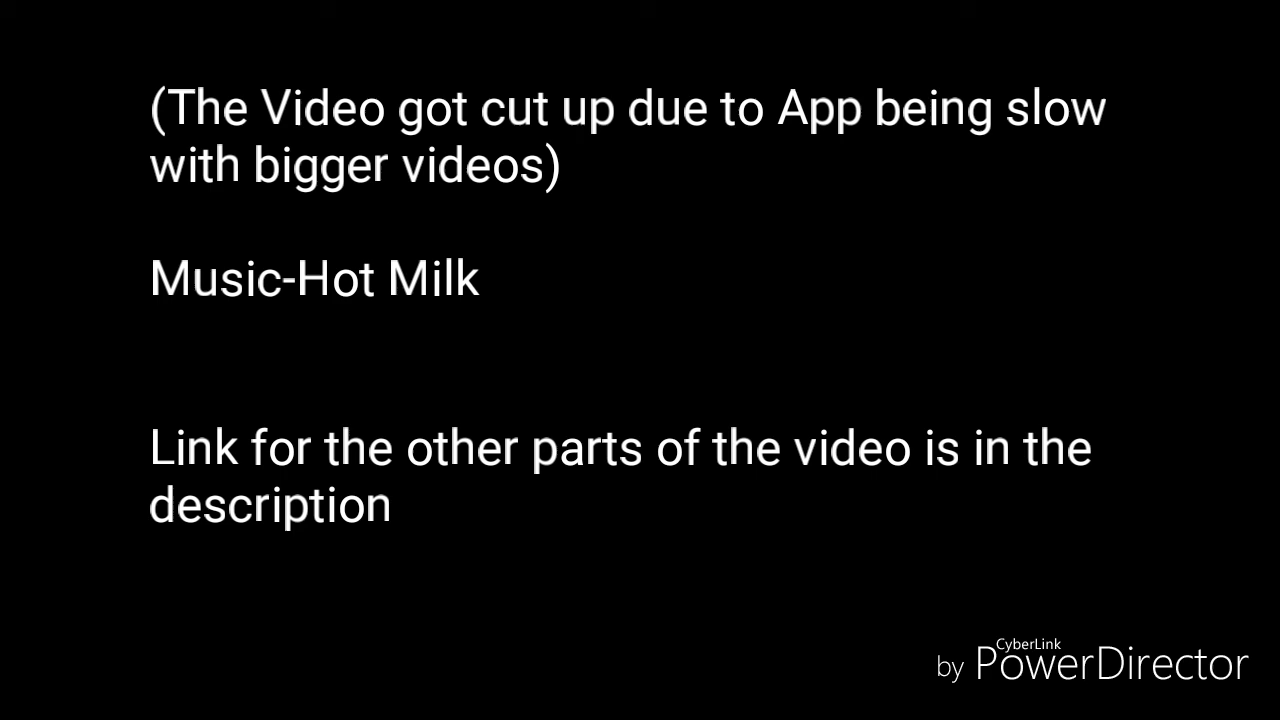 (The Video got cut up due to App being slow
with bigger videos)
Music-Hot Milk
Link for the other parts of the video is in the
description
CyberLink
by PowerDirector